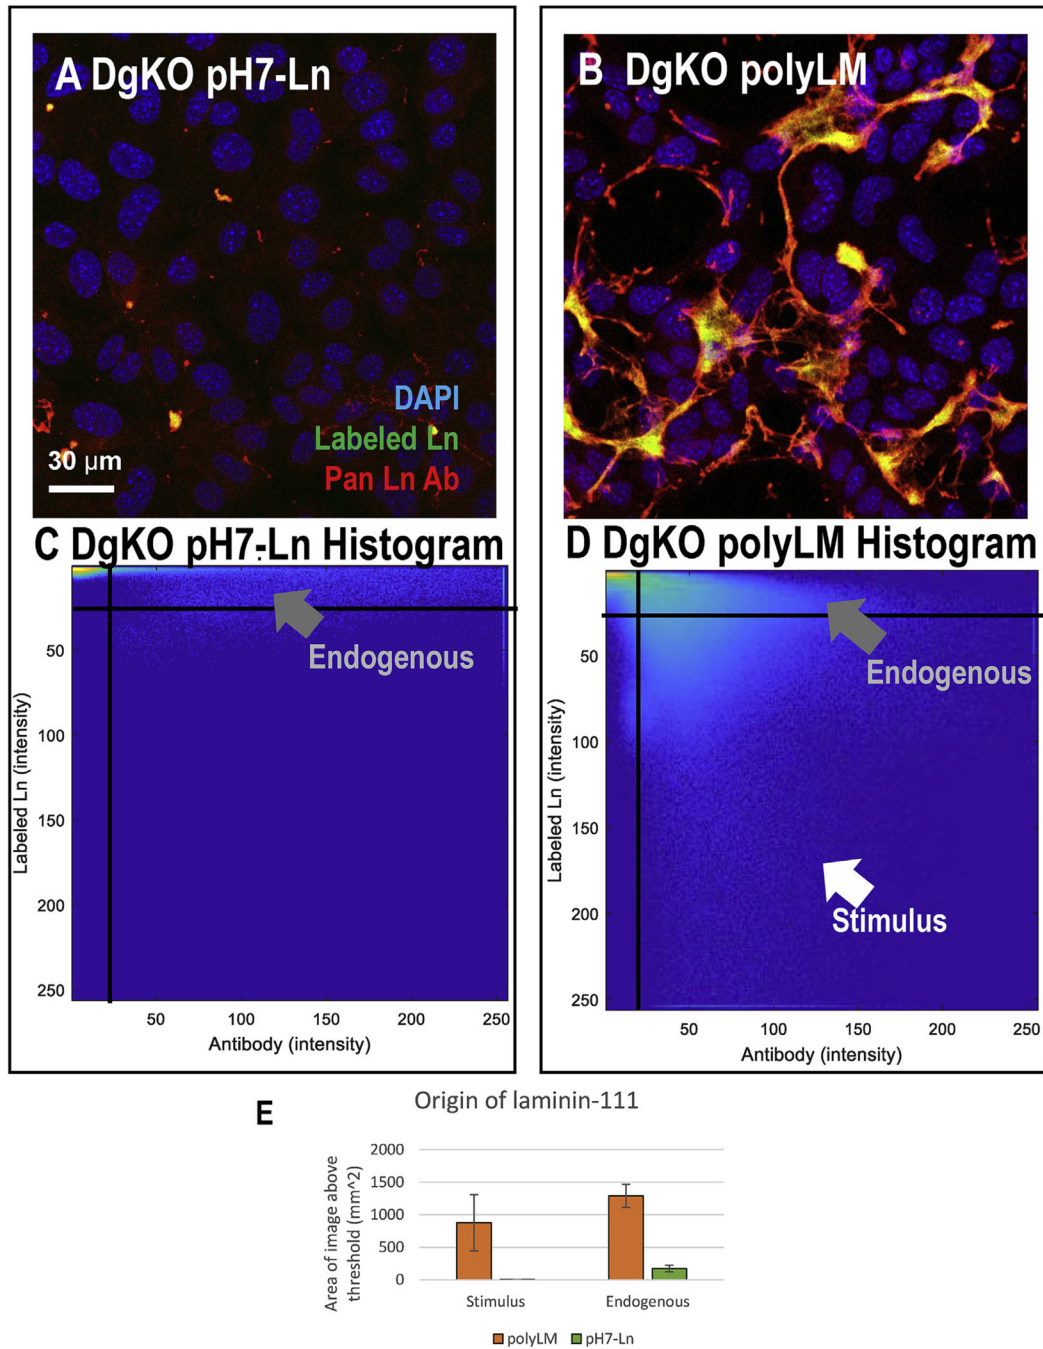 A DgKO pH7-Ln
DAPI
Labeled Ln
Pan Ln Ab
30 µm
B DgKO polyLM
C DgKO pH7-Ln Histogram
Endogenous
50
100
150
200
250
Labeled Ln (intensity)
50
100
150
200
250
Antibody (intensity)
D DgKO polyLM Histogram
Endogenous
Stimulus
50
100
150
200
250
Labeled Ln (intensity)
50
100
150
200
250
Antibody (intensity)
E
Origin of laminin-111
Area of image above
threshold (mm^2)
2000
1500
1000
500
0
Stimulus
Endogenous
polyLM
pH7-Ln